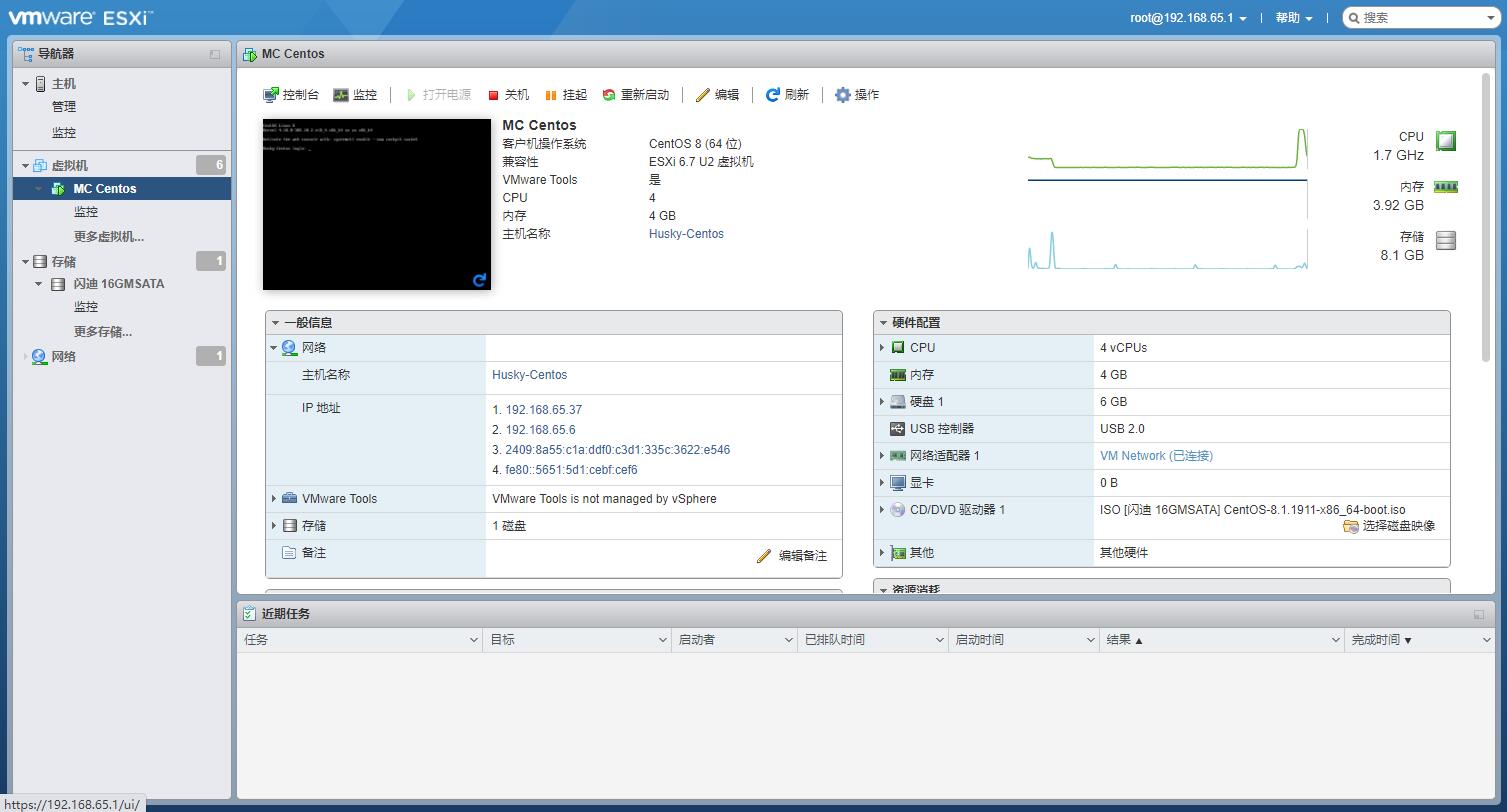 vmware ESXi™
root@192.168.65.1
帮助
搜索
导航器
主机
管理
监控
虚拟机 6
MC Centos
监控
更多虚拟机...
存储 1
闪迪 16GMSATA
监控
更多存储...
网络 1
MC Centos
控制台 监控 打开电源 关机 挂起 重新启动 编辑 刷新 操作
MC Centos
客户机操作系统 CentOS 8 (64 位)
兼容性 ESXi 6.7 U2 虚拟机
VMware Tools 是
CPU 4
内存 4 GB
主机名称 Husky-Centos
CPU
1.7 GHz
内存
3.92 GB
存储
8.1 GB
一般信息
网络
主机名称 Husky-Centos
IP 地址 1. 192.168.65.37
2. 192.168.65.6
3. 2409:8a55:c1a:ddf0:c3d1:335c:3622:e546
4. fe80::5651:5d1:cebf:cef6
VMware Tools VMware Tools is not managed by vSphere
存储 1 磁盘
备注 编辑备注
硬件配置
CPU 4 vCPUs
内存 4 GB
硬盘 1 6 GB
USB 控制器 USB 2.0
网络适配器 1 VM Network (已连接)
显卡 0 B
CD/DVD 驱动器 1 ISO [闪迪 16GMSATA] CentOS-8.1.1911-x86_64-boot.iso
选择磁盘映像
其他 其他硬件
资源消耗
近期任务
任务 目标 启动者 已排队时间 启动时间 结果 ▲ 完成时间 ▼
https://192.168.65.1/ui/